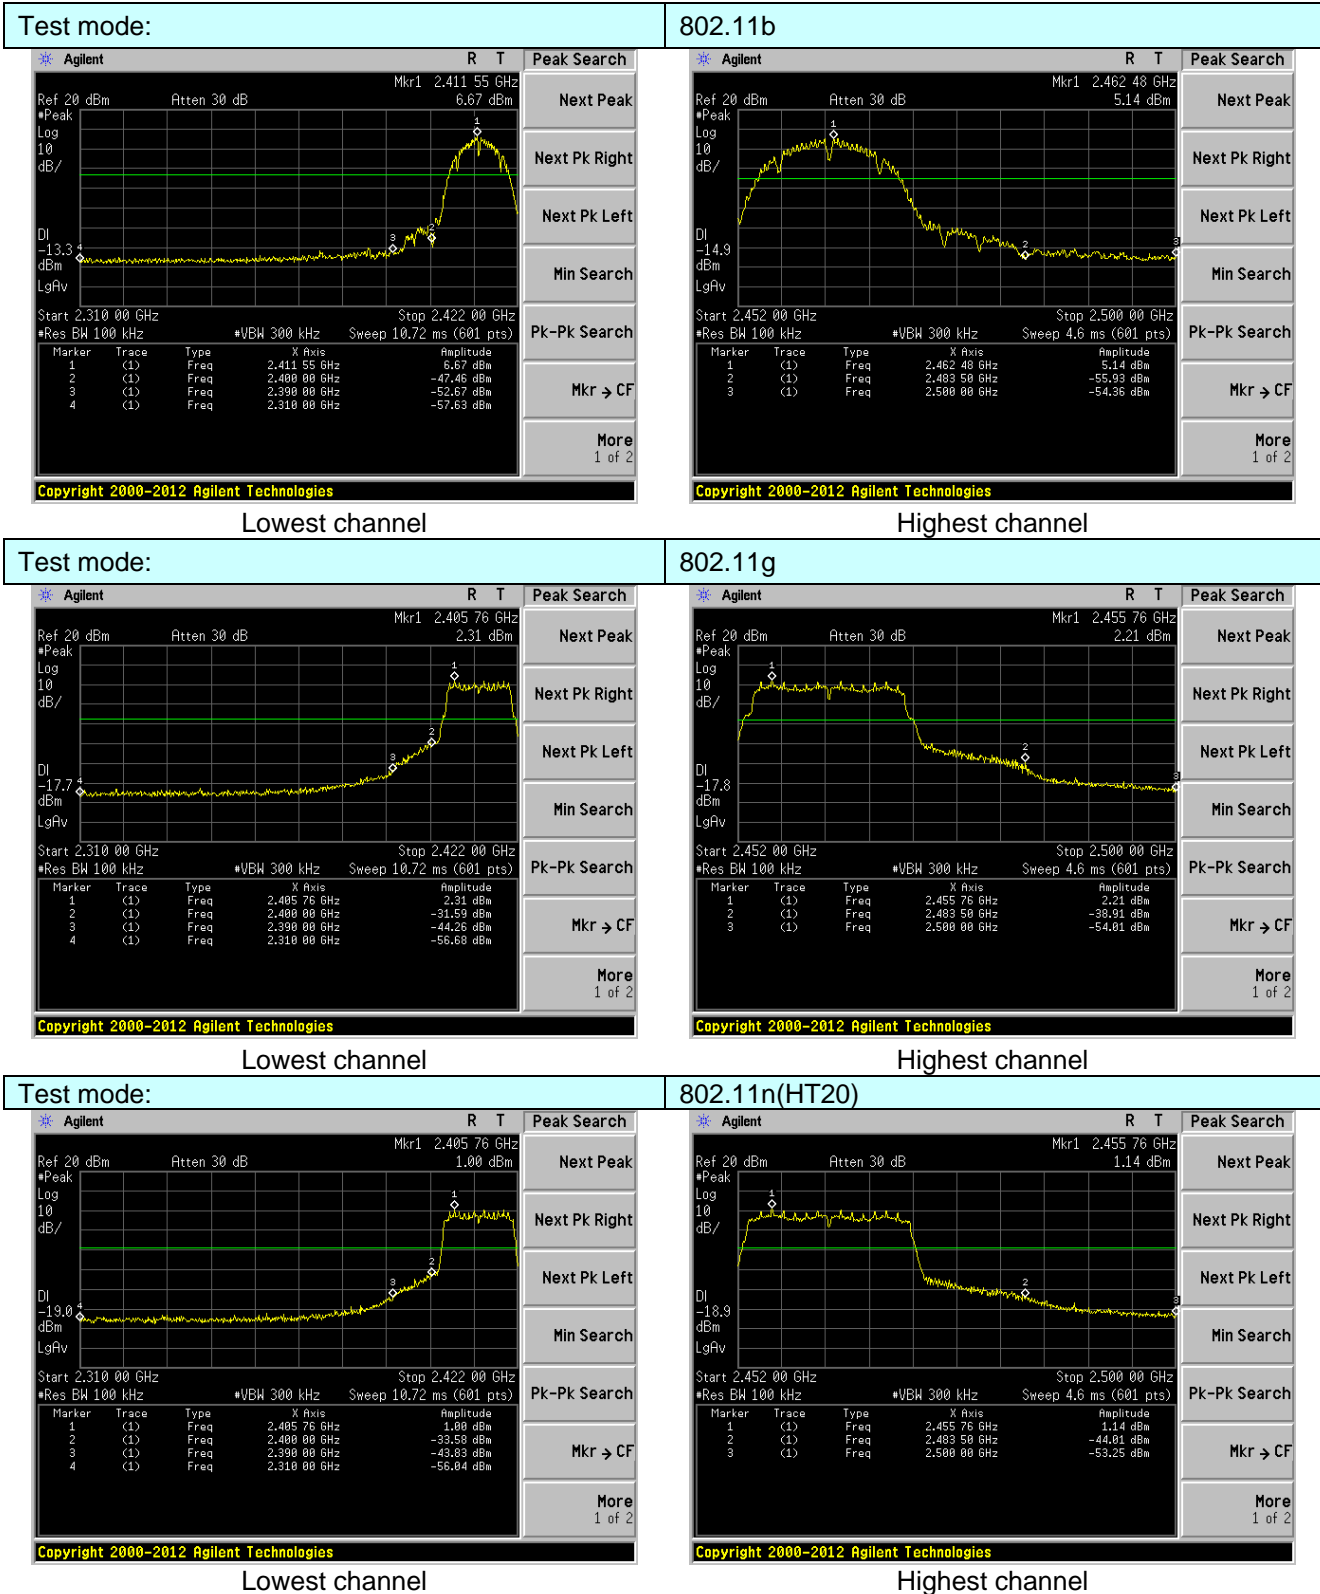 Test mode: 802.11b
Agilent R T Peak Search
Mkr1 2.411 55 GHz
Ref 20 dBm Atten 30 dB 6.67 dBm
#Peak
Log
10
dB/
1
2
3
4
DI
-13.3
dBm
LgAv
Start 2.310 00 GHz Stop 2.422 00 GHz
#Res BW 100 kHz #VBW 300 kHz Sweep 10.72 ms (601 pts)
Marker Trace Type X Axis Amplitude
1 (1) Freq 2.411 55 GHz 6.67 dBm
2 (1) Freq 2.400 00 GHz -47.46 dBm
3 (1) Freq 2.390 00 GHz -52.67 dBm
4 (1) Freq 2.310 00 GHz -57.63 dBm
Next Peak
Next Pk Right
Next Pk Left
Min Search
Pk-Pk Search
Mkr → CF
More
1 of 2
Copyright 2000-2012 Agilent Technologies
Lowest channel
Agilent R T Peak Search
Mkr1 2.462 48 GHz
Ref 20 dBm Atten 30 dB 5.14 dBm
#Peak
Log
10
dB/
1
2
3
DI
-14.9
dBm
LgAv
Start 2.452 00 GHz Stop 2.500 00 GHz
#Res BW 100 kHz #VBW 300 kHz Sweep 4.6 ms (601 pts)
Marker Trace Type X Axis Amplitude
1 (1) Freq 2.462 48 GHz 5.14 dBm
2 (1) Freq 2.483 50 GHz -55.93 dBm
3 (1) Freq 2.500 00 GHz -54.36 dBm
Next Peak
Next Pk Right
Next Pk Left
Min Search
Pk-Pk Search
Mkr → CF
More
1 of 2
Copyright 2000-2012 Agilent Technologies
Highest channel
Test mode: 802.11g
Agilent R T Peak Search
Mkr1 2.405 76 GHz
Ref 20 dBm Atten 30 dB 2.31 dBm
#Peak
Log
10
dB/
1
2
3
4
DI
-17.7
dBm
LgAv
Start 2.310 00 GHz Stop 2.422 00 GHz
#Res BW 100 kHz #VBW 300 kHz Sweep 10.72 ms (601 pts)
Marker Trace Type X Axis Amplitude
1 (1) Freq 2.405 76 GHz 2.31 dBm
2 (1) Freq 2.400 00 GHz -31.59 dBm
3 (1) Freq 2.390 00 GHz -44.26 dBm
4 (1) Freq 2.310 00 GHz -56.68 dBm
Next Peak
Next Pk Right
Next Pk Left
Min Search
Pk-Pk Search
Mkr → CF
More
1 of 2
Copyright 2000-2012 Agilent Technologies
Lowest channel
Agilent R T Peak Search
Mkr1 2.455 76 GHz
Ref 20 dBm Atten 30 dB 2.21 dBm
#Peak
Log
10
dB/
1
2
3
DI
-17.8
dBm
LgAv
Start 2.452 00 GHz Stop 2.500 00 GHz
#Res BW 100 kHz #VBW 300 kHz Sweep 4.6 ms (601 pts)
Marker Trace Type X Axis Amplitude
1 (1) Freq 2.455 76 GHz 2.21 dBm
2 (1) Freq 2.483 50 GHz -38.91 dBm
3 (1) Freq 2.500 00 GHz -54.01 dBm
Next Peak
Next Pk Right
Next Pk Left
Min Search
Pk-Pk Search
Mkr → CF
More
1 of 2
Copyright 2000-2012 Agilent Technologies
Highest channel
Test mode: 802.11n(HT20)
Agilent R T Peak Search
Mkr1 2.405 76 GHz
Ref 20 dBm Atten 30 dB 1.00 dBm
#Peak
Log
10
dB/
1
2
3
4
DI
-19.0
dBm
LgAv
Start 2.310 00 GHz Stop 2.422 00 GHz
#Res BW 100 kHz #VBW 300 kHz Sweep 10.72 ms (601 pts)
Marker Trace Type X Axis Amplitude
1 (1) Freq 2.405 76 GHz 1.00 dBm
2 (1) Freq 2.400 00 GHz -33.58 dBm
3 (1) Freq 2.390 00 GHz -43.83 dBm
4 (1) Freq 2.310 00 GHz -56.04 dBm
Next Peak
Next Pk Right
Next Pk Left
Min Search
Pk-Pk Search
Mkr → CF
More
1 of 2
Copyright 2000-2012 Agilent Technologies
Lowest channel
Agilent R T Peak Search
Mkr1 2.455 76 GHz
Ref 20 dBm Atten 30 dB 1.14 dBm
#Peak
Log
10
dB/
1
2
3
DI
-18.9
dBm
LgAv
Start 2.452 00 GHz Stop 2.500 00 GHz
#Res BW 100 kHz #VBW 300 kHz Sweep 4.6 ms (601 pts)
Marker Trace Type X Axis Amplitude
1 (1) Freq 2.455 76 GHz 1.14 dBm
2 (1) Freq 2.483 50 GHz -44.01 dBm
3 (1) Freq 2.500 00 GHz -53.25 dBm
Next Peak
Next Pk Right
Next Pk Left
Min Search
Pk-Pk Search
Mkr → CF
More
1 of 2
Copyright 2000-2012 Agilent Technologies
Highest channel